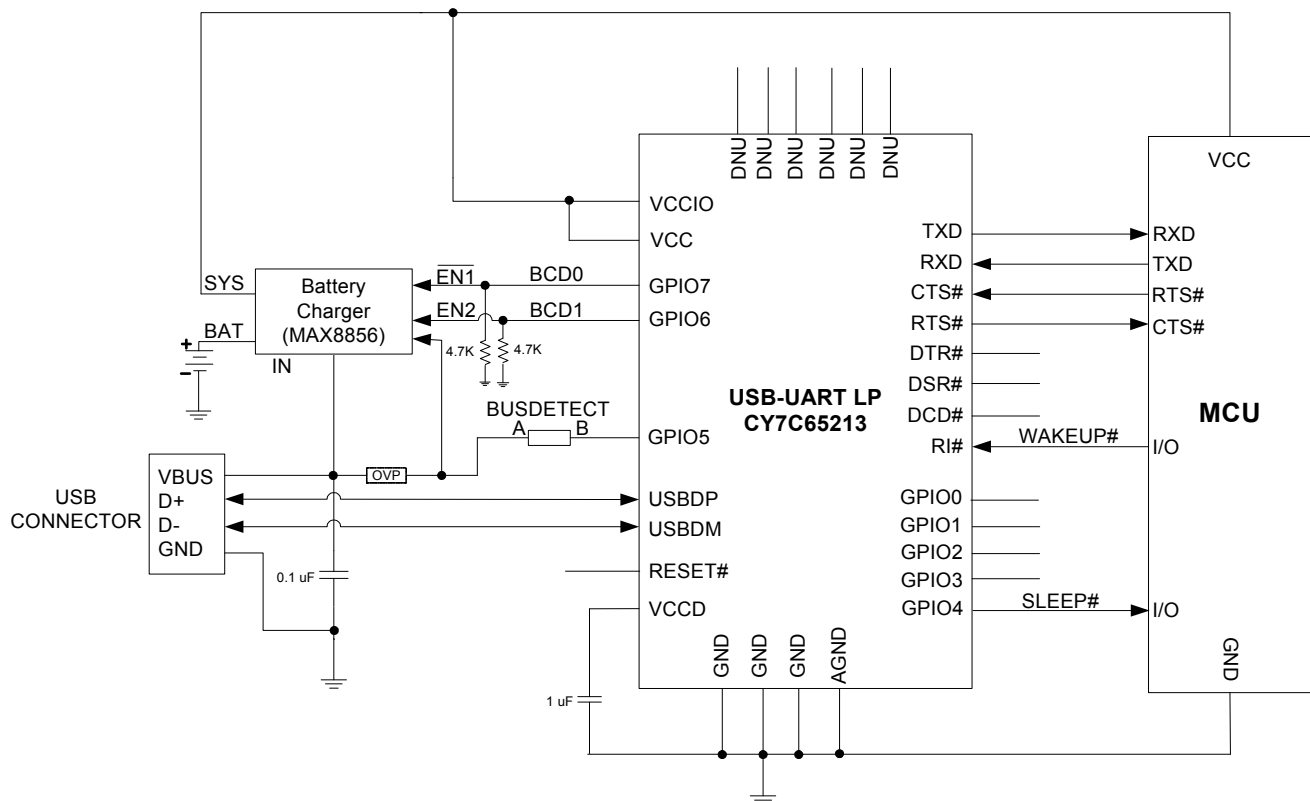 DNU
DNU
DNU
DNU
DNU
DNU
VCC
VCCIO
VCC
TXD
RXD
RXD
TXD
SYS
Battery
Charger
(MAX8856)
EN1
BCD0
GPIO7
CTS#
RTS#
EN2
BCD1
GPIO6
RTS#
CTS#
BAT
+
-
IN
4.7K
4.7K
DTR#
DSR#
DCD#
USB-UART LP
CY7C65213
MCU
BUSDETECT
A
B
GPIO5
RI#
WAKEUP#
I/O
USB
CONNECTOR
VBUS
D+
D-
GND
OVP
USBDP
USBDM
GPIO0
GPIO1
GPIO2
GPIO3
GPIO4
SLEEP#
I/O
0.1 uF
RESET#
VCCD
GND
GND
GND
AGND
GND
1 uF